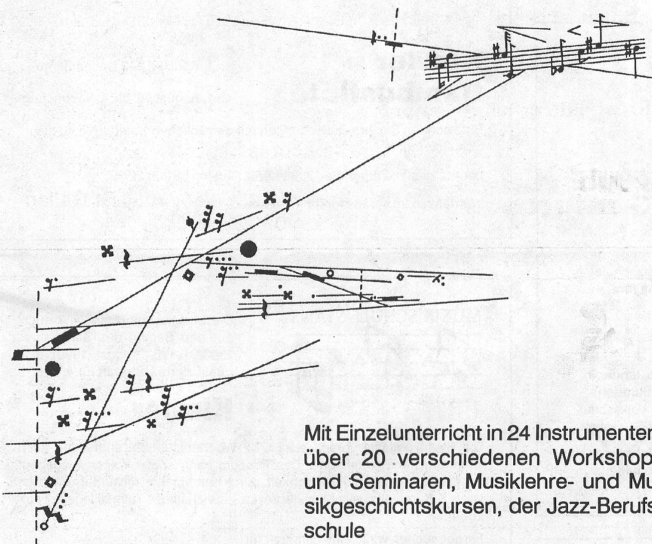 Mit Einzelunterricht in 24 Instrumenten
über 20 verschiedenen Workshop
und Seminaren, Musiklehre- und Mu
sikgeschichtskursen, der Jazz-Berufs
schule